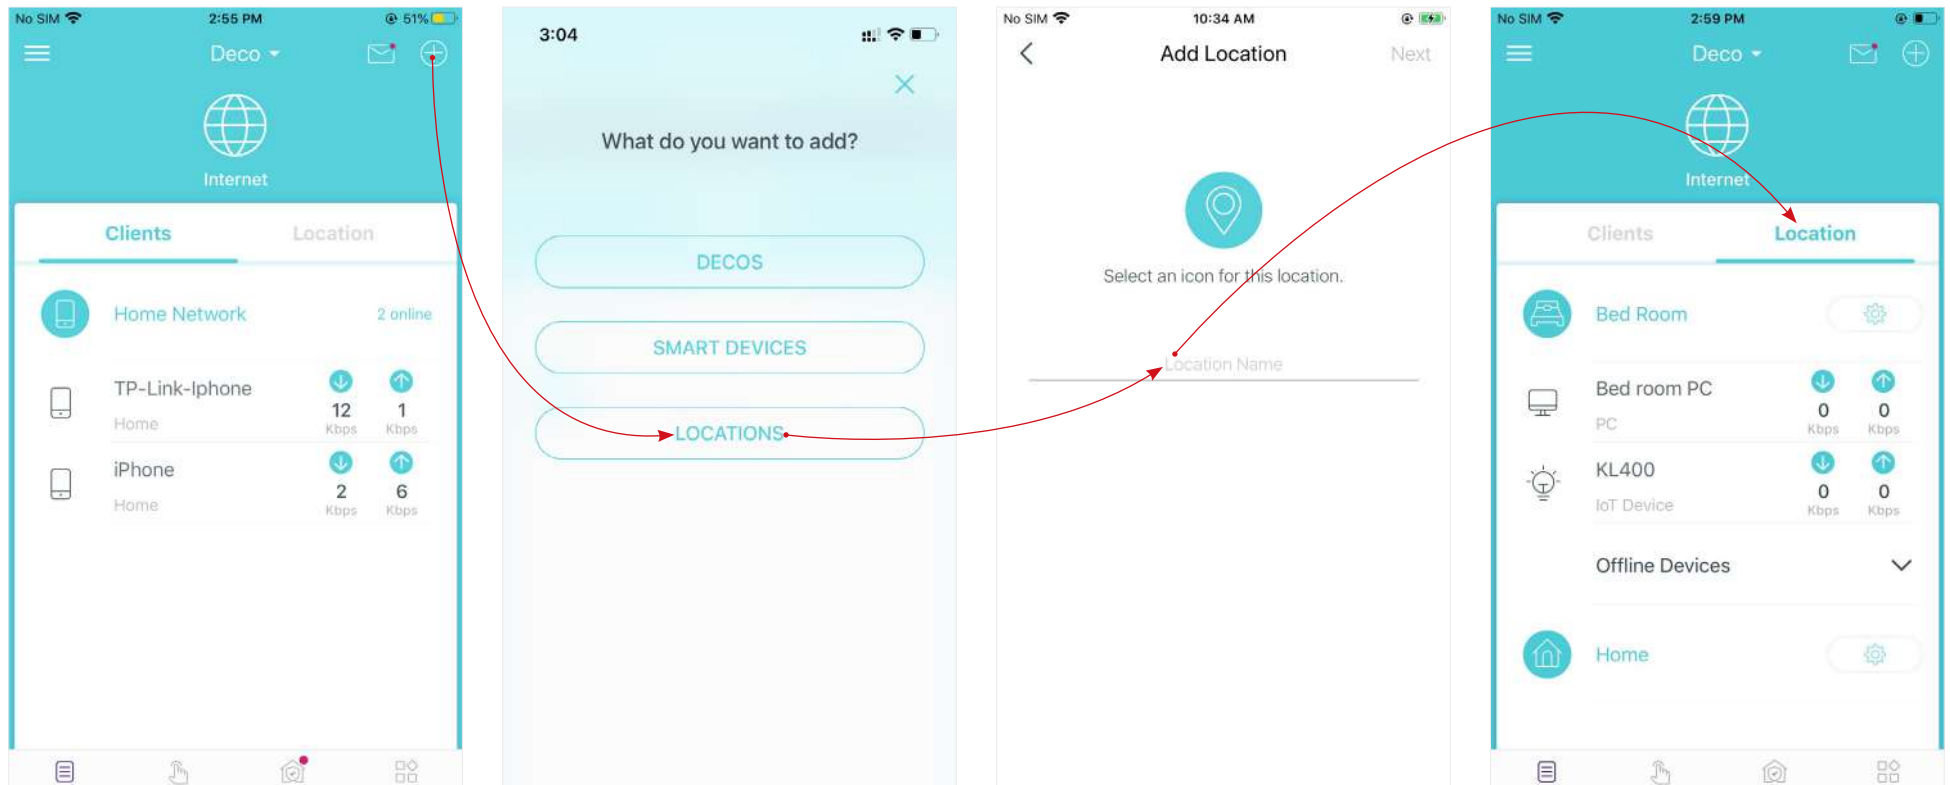 No SIM 2:55 PM 51%
Deco
Internet
Clients Location
Home Network 2 online
TP-Link-Iphone
Home
12 1
Kbps Kbps
iPhone
Home
2 6
Kbps Kbps
3:04
What do you want to add?
DECOS
SMART DEVICES
LOCATIONS
No SIM 10:34 AM
Add Location Next
Select an icon for this location.
Location Name
No SIM 2:59 PM
Deco
Internet
Clients Location
Bed Room
Bed room PC
PC
0 0
Kbps Kbps
KL400
IoT Device
0 0
Kbps Kbps
Offline Devices
Home